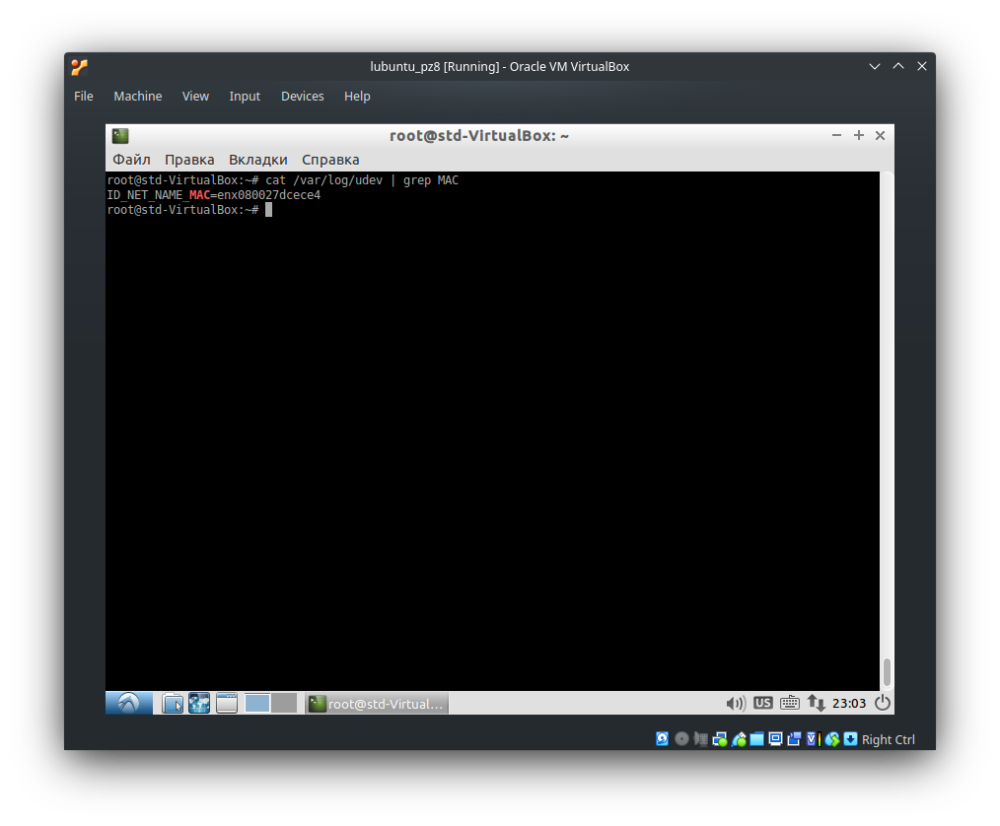 lubuntu_pz8 [Running] - Oracle VM VirtualBox
File Machine View Input Devices Help
root@std-VirtualBox: ~
Файл Правка Вкладки Справка
root@std-VirtualBox:~# cat /var/log/udev | grep MAC
ID_NET_NAME_MAC=enx080027dcece4
root@std-VirtualBox:~#
root@std-Virtual... US 23:03
Right Ctrl